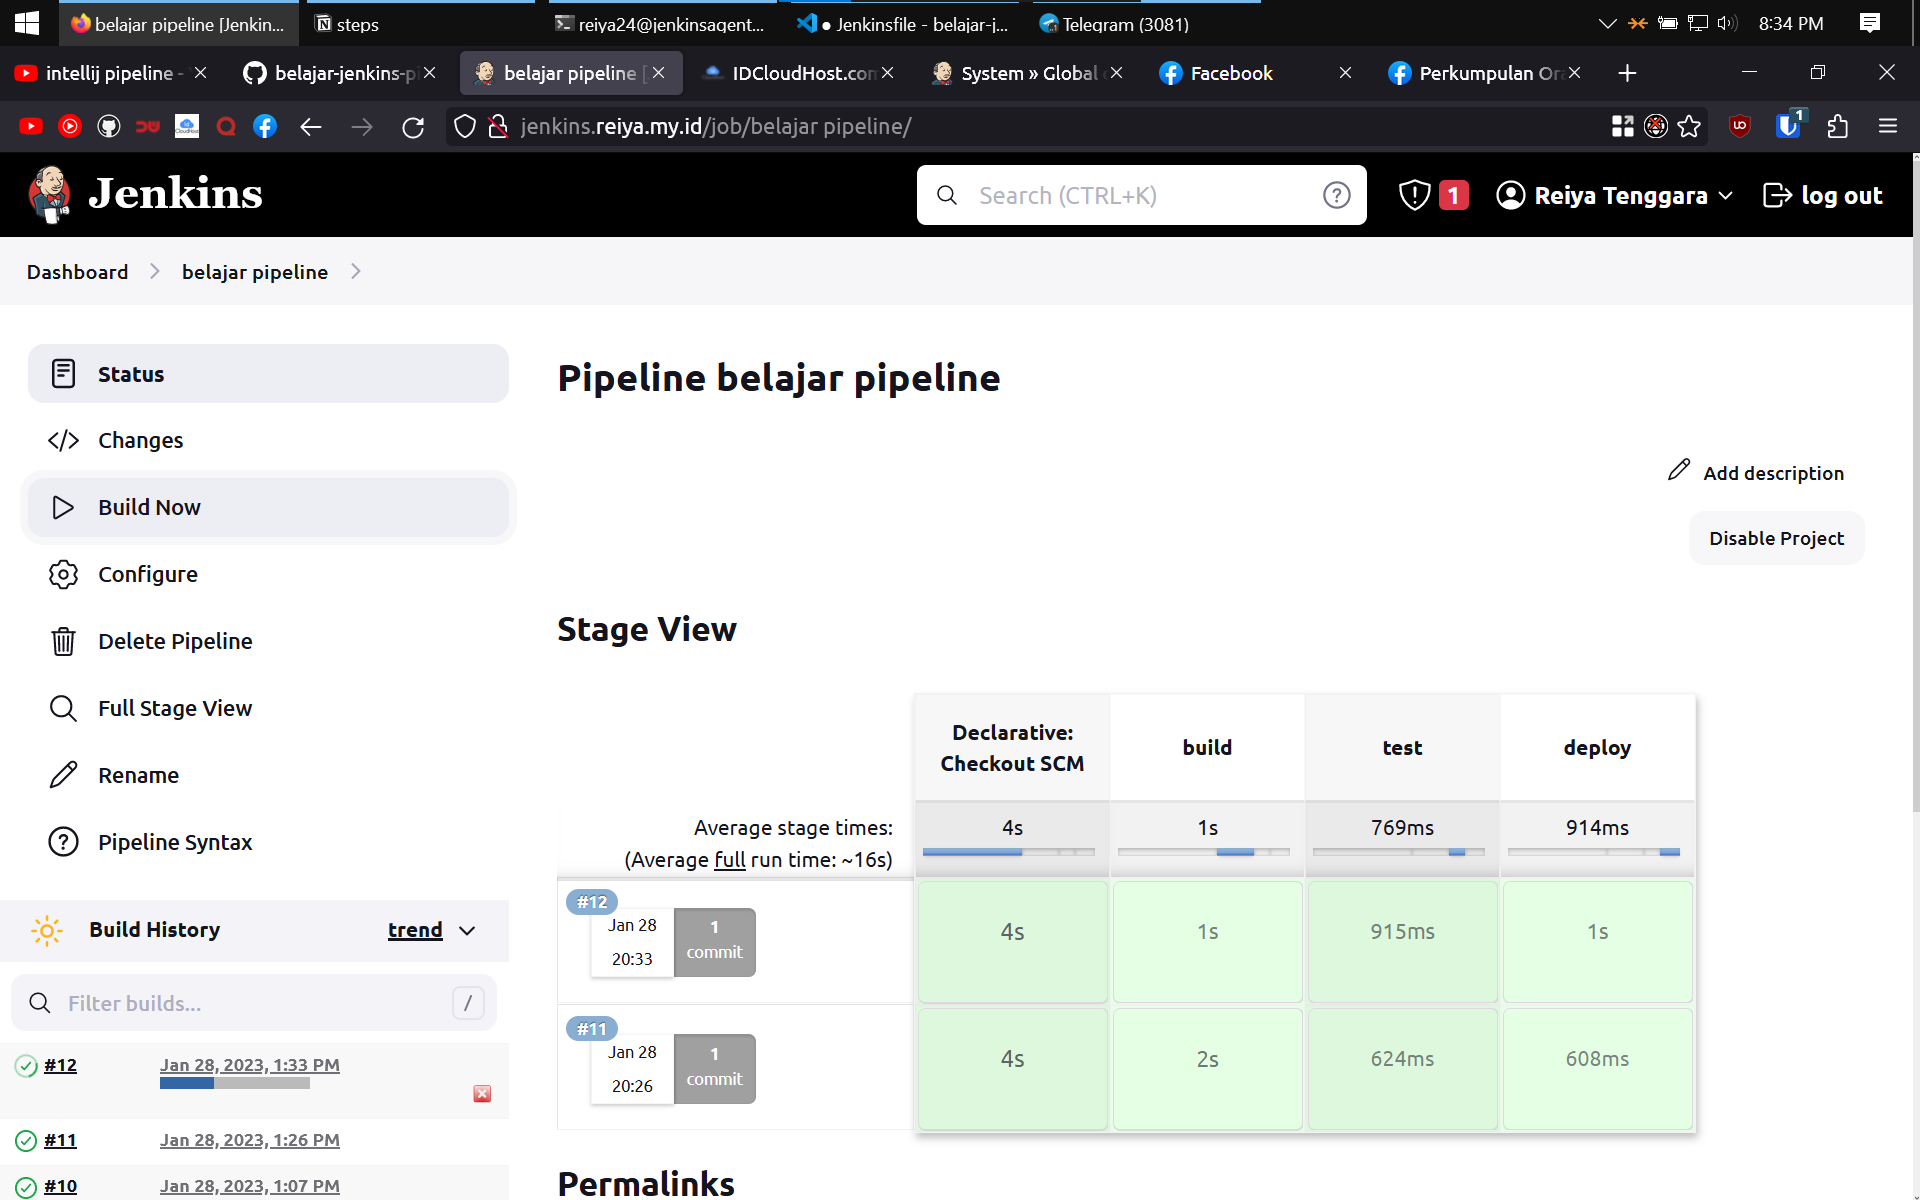 belajar pipeline [Jenkin...
steps
reiya24@jenkinsagent...
● Jenkinsfile - belajar-j...
Telegram (3081)
8:34 PM
intellij pipeline -
belajar-jenkins-pi
belajar pipeline [
IDCloudHost.com
System » Global
Facebook
Perkumpulan Ora
jenkins.reiya.my.id/job/belajar pipeline/
1
Jenkins
Search (CTRL+K)
1
Reiya Tenggara
log out
Dashboard
belajar pipeline
Status
Changes
Build Now
Configure
Delete Pipeline
Full Stage View
Rename
Pipeline Syntax
Build History
trend
Filter builds...
/
#12
Jan 28, 2023, 1:33 PM
#11
Jan 28, 2023, 1:26 PM
#10
Jan 28, 2023, 1:07 PM
Pipeline belajar pipeline
Add description
Disable Project
Stage View
Declarative:
Checkout SCM
build
test
deploy
Average stage times:
(Average full run time: ~16s)
4s
1s
769ms
914ms
#12
Jan 28
20:33
1
commit
4s
1s
915ms
1s
#11
Jan 28
20:26
1
commit
4s
2s
624ms
608ms
Permalinks